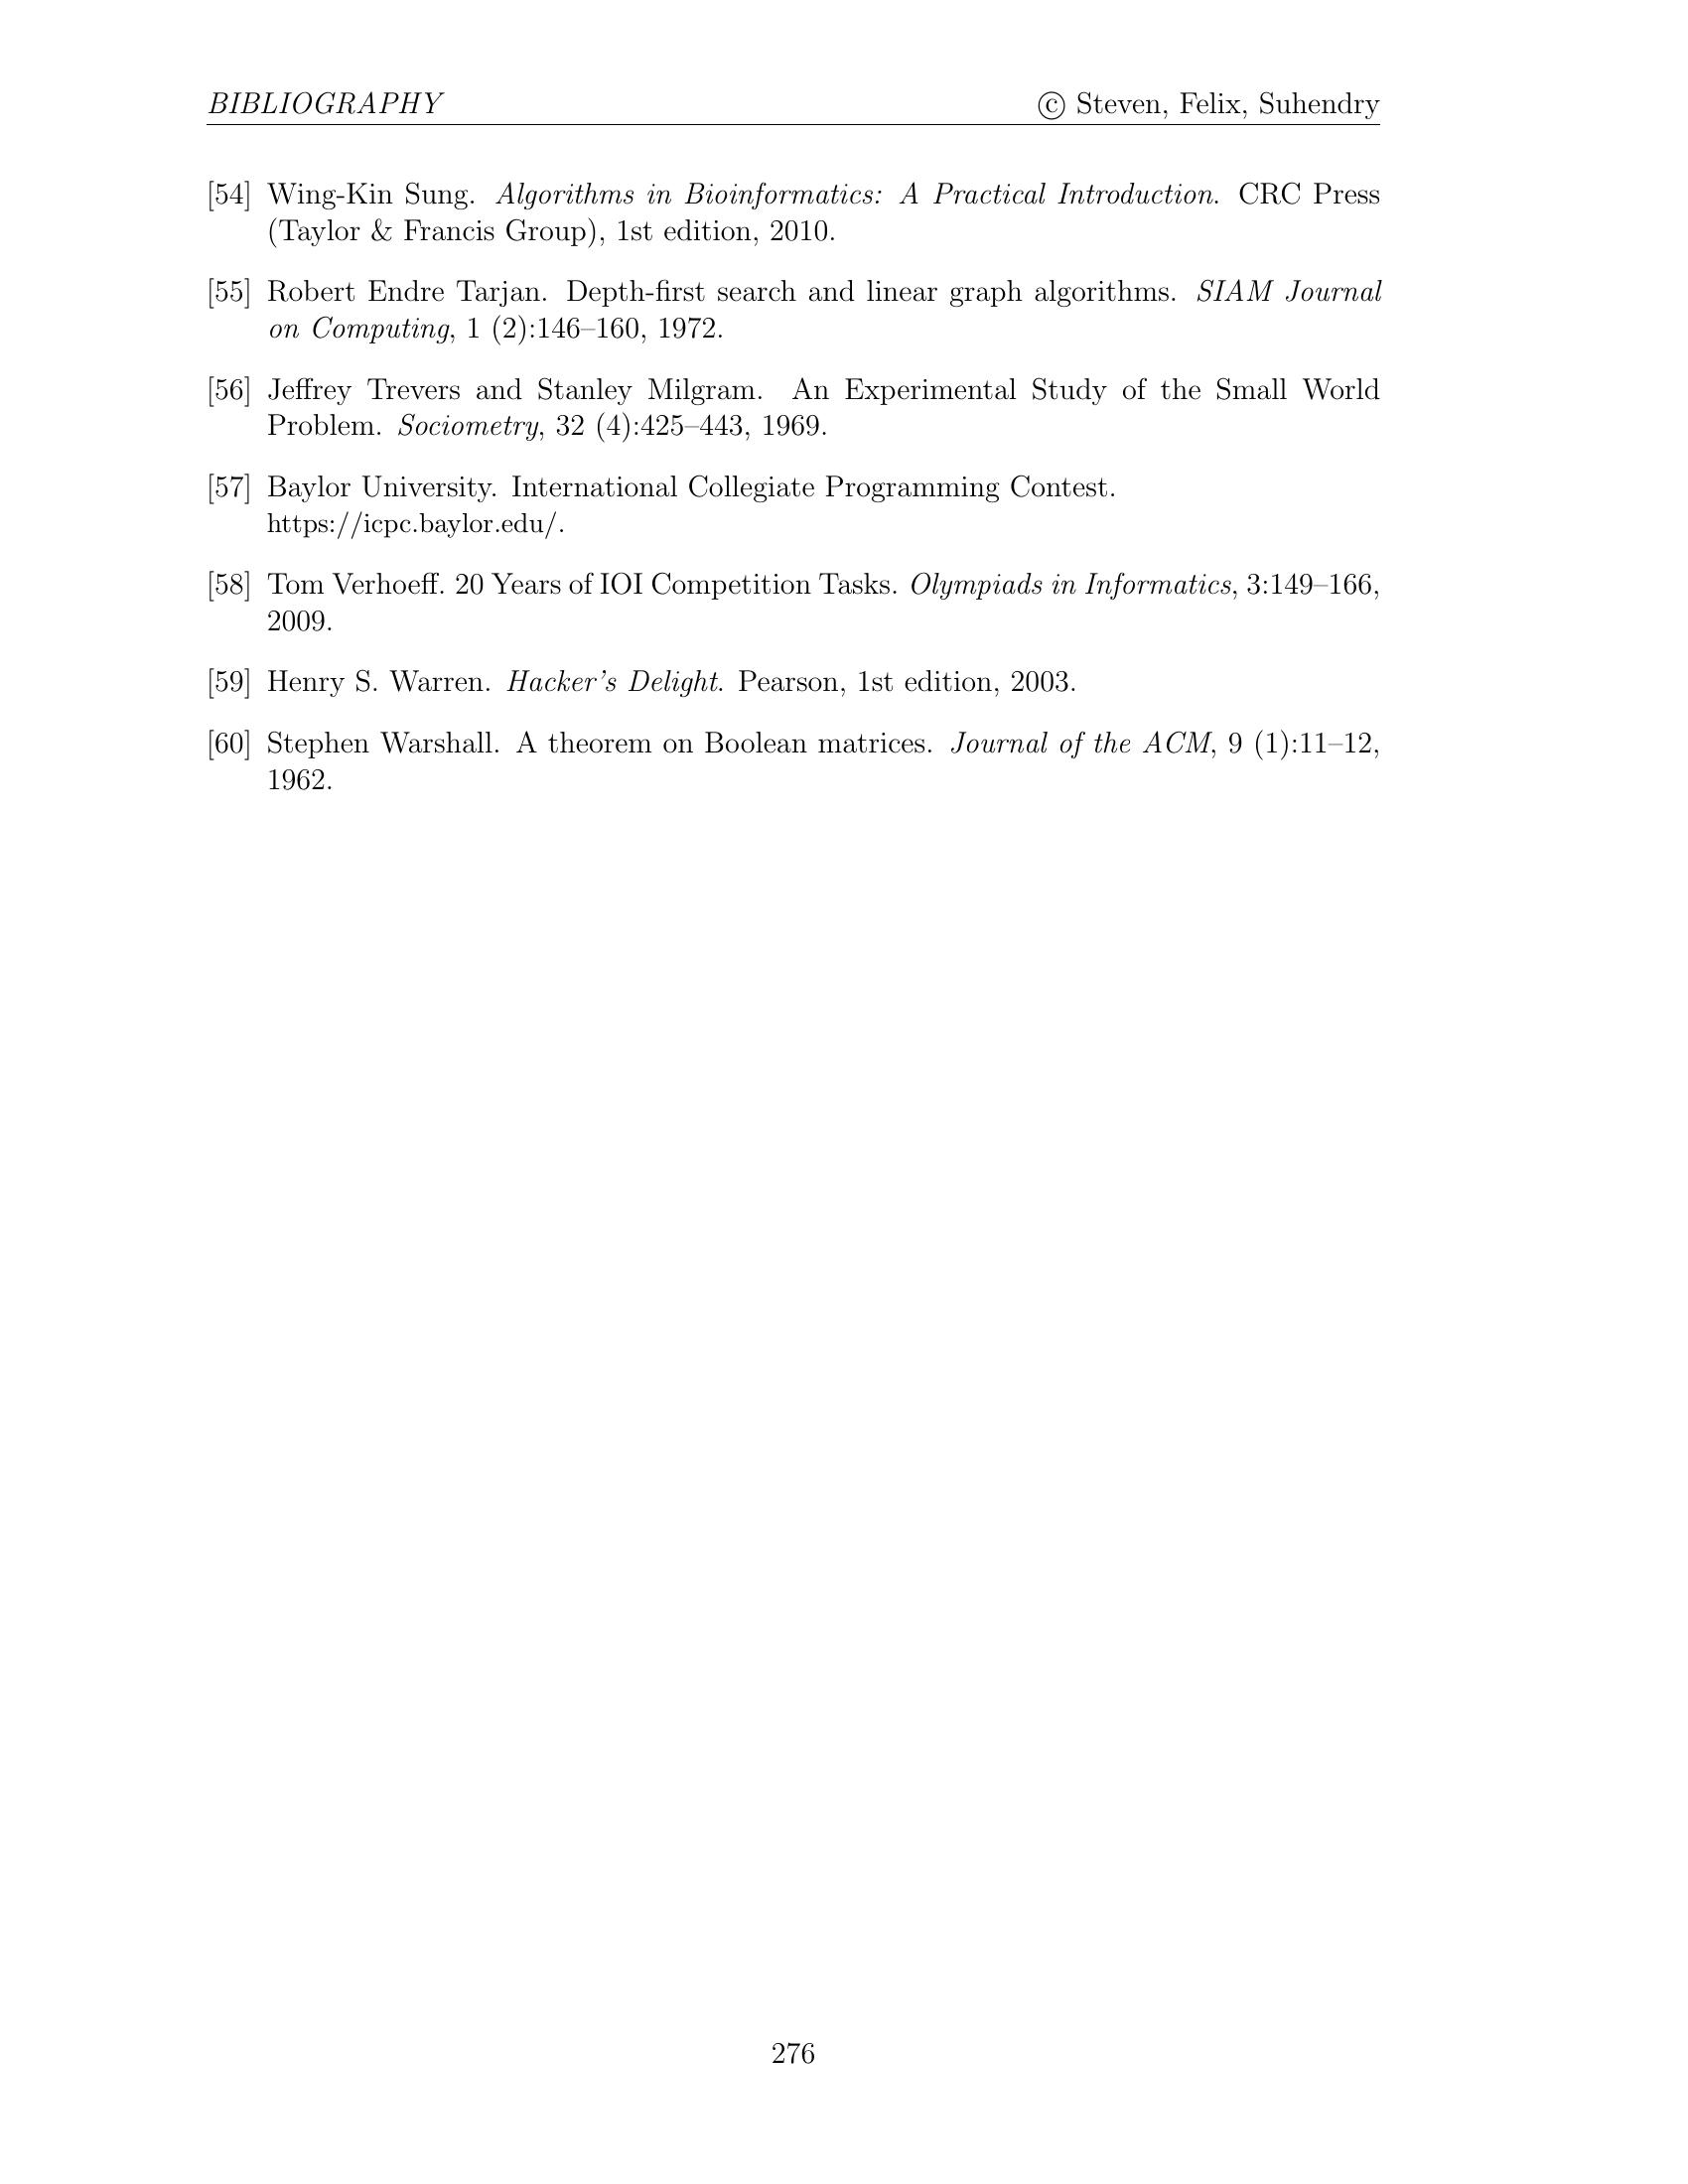 BIBLIOGRAPHY © Steven, Felix, Suhendry
[54] Wing-Kin Sung. Algorithms in Bioinformatics: A Practical Introduction. CRC Press
(Taylor & Francis Group), 1st edition, 2010.
[55] Robert Endre Tarjan. Depth-first search and linear graph algorithms. SIAM Journal
on Computing, 1 (2):146–160, 1972.
[56] Jeffrey Trevers and Stanley Milgram. An Experimental Study of the Small World
Problem. Sociometry, 32 (4):425–443, 1969.
[57] Baylor University. International Collegiate Programming Contest.
https://icpc.baylor.edu/.
[58] Tom Verhoeff. 20 Years of IOI Competition Tasks. Olympiads in Informatics, 3:149–166,
2009.
[59] Henry S. Warren. Hacker's Delight. Pearson, 1st edition, 2003.
[60] Stephen Warshall. A theorem on Boolean matrices. Journal of the ACM, 9 (1):11–12,
1962.
276